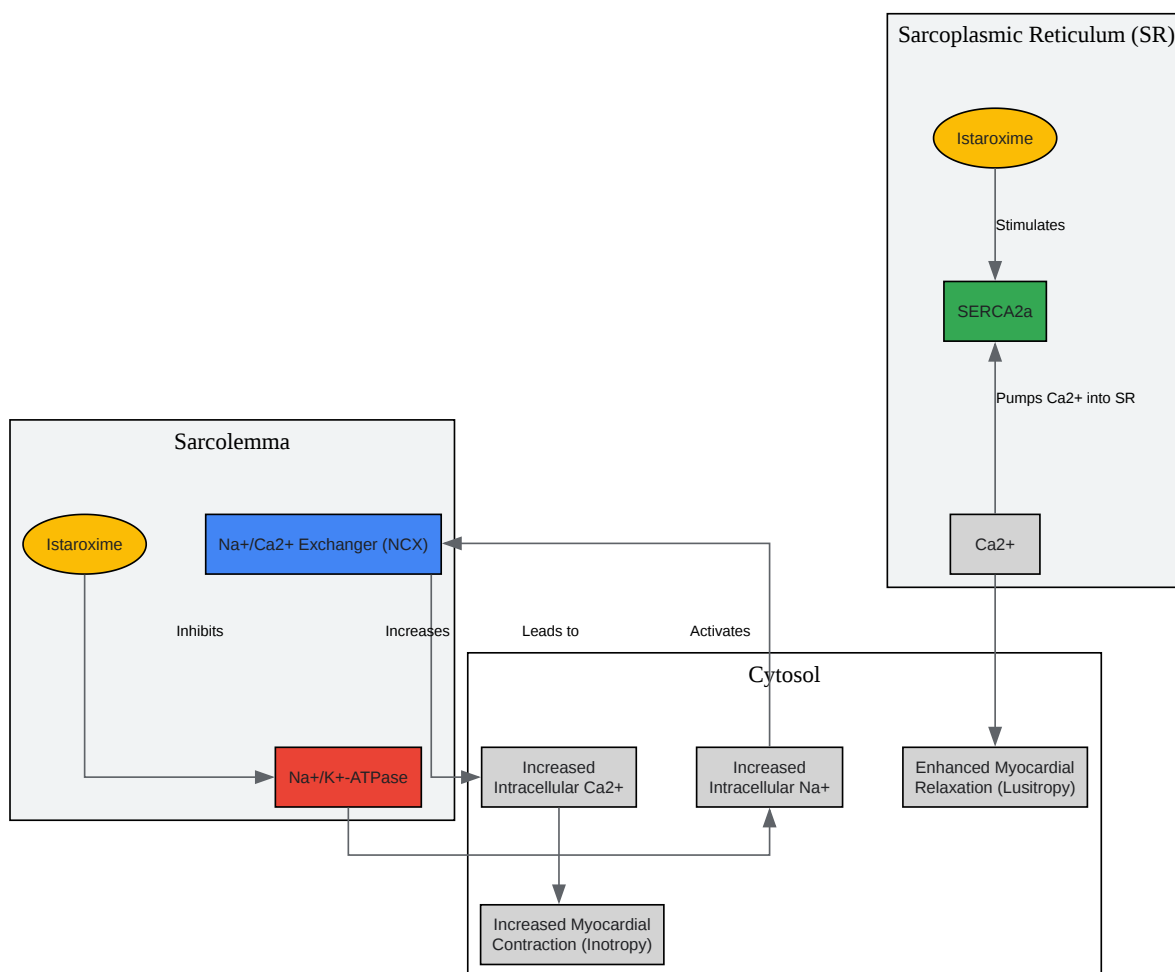 Sarcoplasmic Reticulum (SR)
Istaroxime
Stimulates
SERCA2a
Pumps Ca2+ into SR
Ca2+
Sarcolemma
Istaroxime
Na+/Ca2+ Exchanger (NCX)
Inhibits
Increases
Leads to
Activates
Cytosol
Na+/K+-ATPase
Increased
Intracellular Ca2+
Increased
Intracellular Na+
Enhanced Myocardial
Relaxation (Lusitropy)
Increased Myocardial
Contraction (Inotropy)